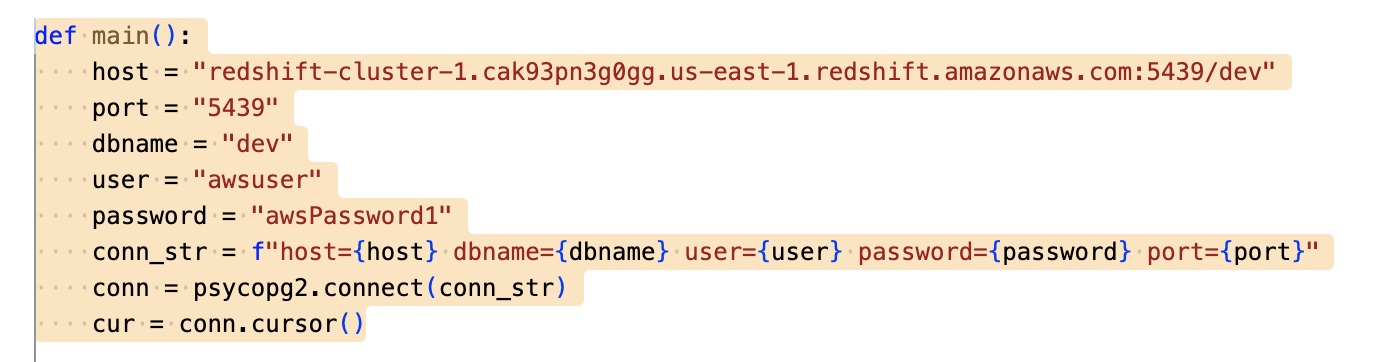 def main():
    host = "redshift-cluster-1.cak93pn3g0gg.us-east-1.redshift.amazonaws.com:5439/dev"
    port = "5439"
    dbname = "dev"
    user = "awsuser"
    password = "awsPassword1"
    conn_str = f"host={host} dbname={dbname} user={user} password={password} port={port}"
    conn = psycopg2.connect(conn_str)
    cur = conn.cursor()